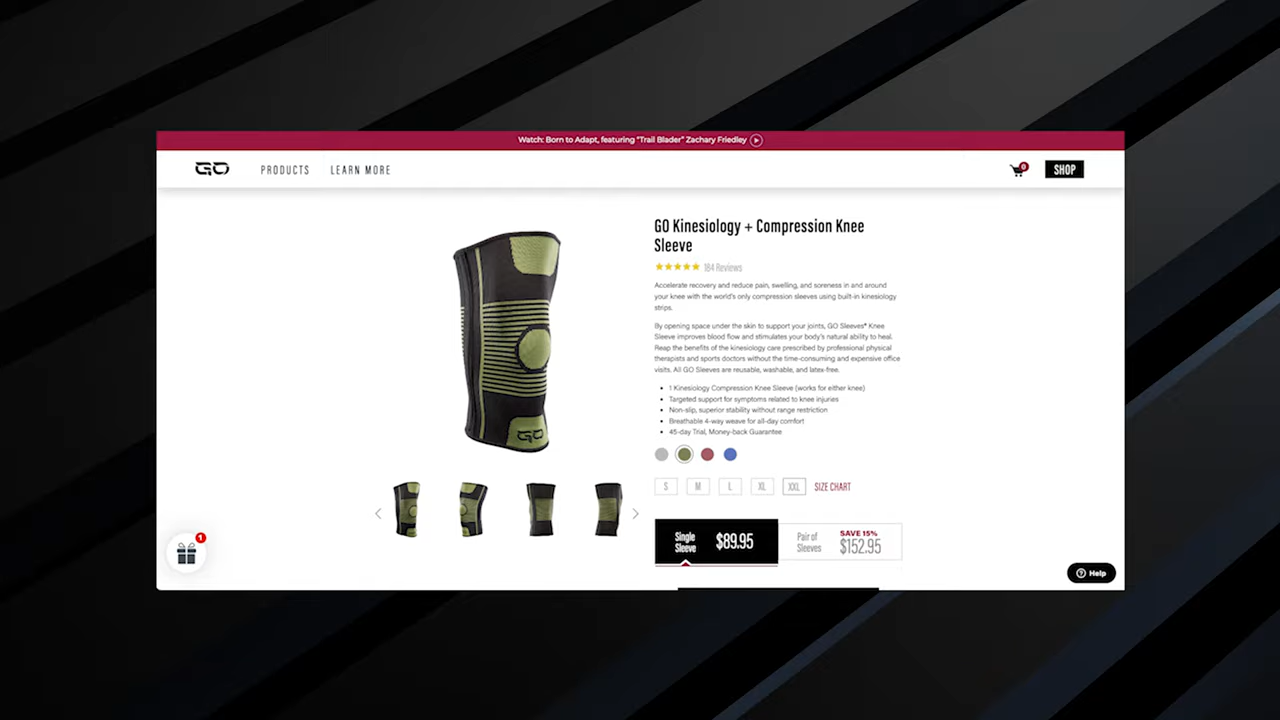 Watch: Born to Adapt, featuring "Trail Blader" Zachary Friedley
GO
PRODUCTS
LEARN MORE
0
SHOP
GO Kinesiology + Compression Knee
Sleeve
184 Reviews
Accelerate recovery and reduce pain, swelling, and soreness in and around
your knee with the world's only compression sleeves using built-in kinesiology
strips.
By opening space under the skin to support your joints, GO Sleeves® Knee
Sleeve improves blood flow and stimulates your body's natural ability to heal.
Reap the benefits of the kinesiology care prescribed by professional physical
therapists and sports doctors without the time-consuming and expensive office
visits. All GO Sleeves are reusable, washable, and latex-free.
1 Kinesiology Compression Knee Sleeve (works for either knee)
Targeted support for symptoms related to knee injuries
Non-slip, superior stability without range restriction
Breathable 4-way weave for all-day comfort
45-day Trial, Money-back Guarantee
GO
S
M
L
XL
XXL
SIZE CHART
Single
Sleeve
$89.95
Pair of
Sleeves
SAVE 15%
$152.95
1
Help